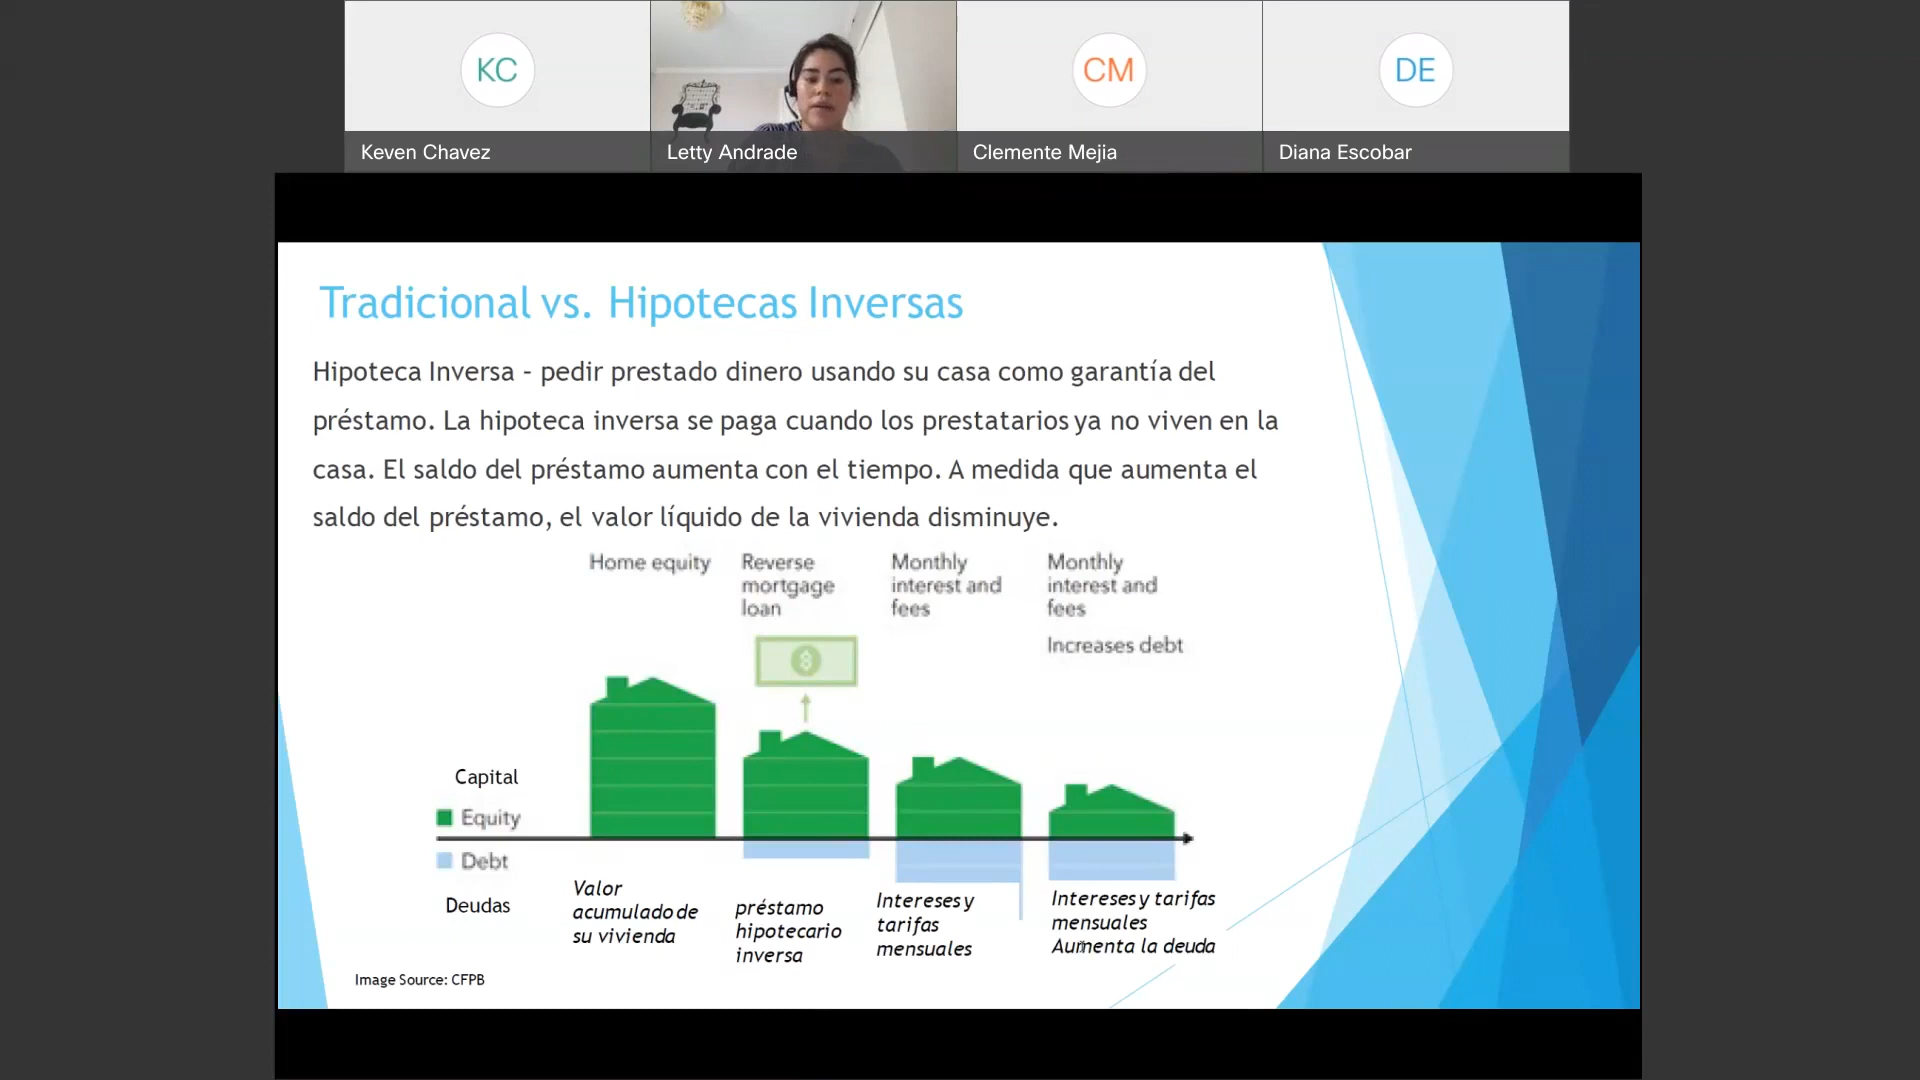 KC
CM
DE
Keven Chavez
Letty Andrade
Clemente Mejia
Diana Escobar
Tradicional vs. Hipotecas Inversas
Hipoteca Inversa – pedir prestado dinero usando su casa como garantía del
préstamo. La hipoteca inversa se paga cuando los prestatarios ya no viven en la
casa. El saldo del préstamo aumenta con el tiempo. A medida que aumenta el
saldo del préstamo, el valor líquido de la vivienda disminuye.
Home equity
Reverse
mortgage
loan
Monthly
interest and
fees
Monthly
interest and
fees
Increases debt
$
Capital
Equity
Debt
Deudas
Valor
acumulado de
su vivienda
préstamo
hipotecario
inversa
Intereses y
tarifas
mensuales
Intereses y tarifas
mensuales
Aumenta la deuda
Image Source: CFPB